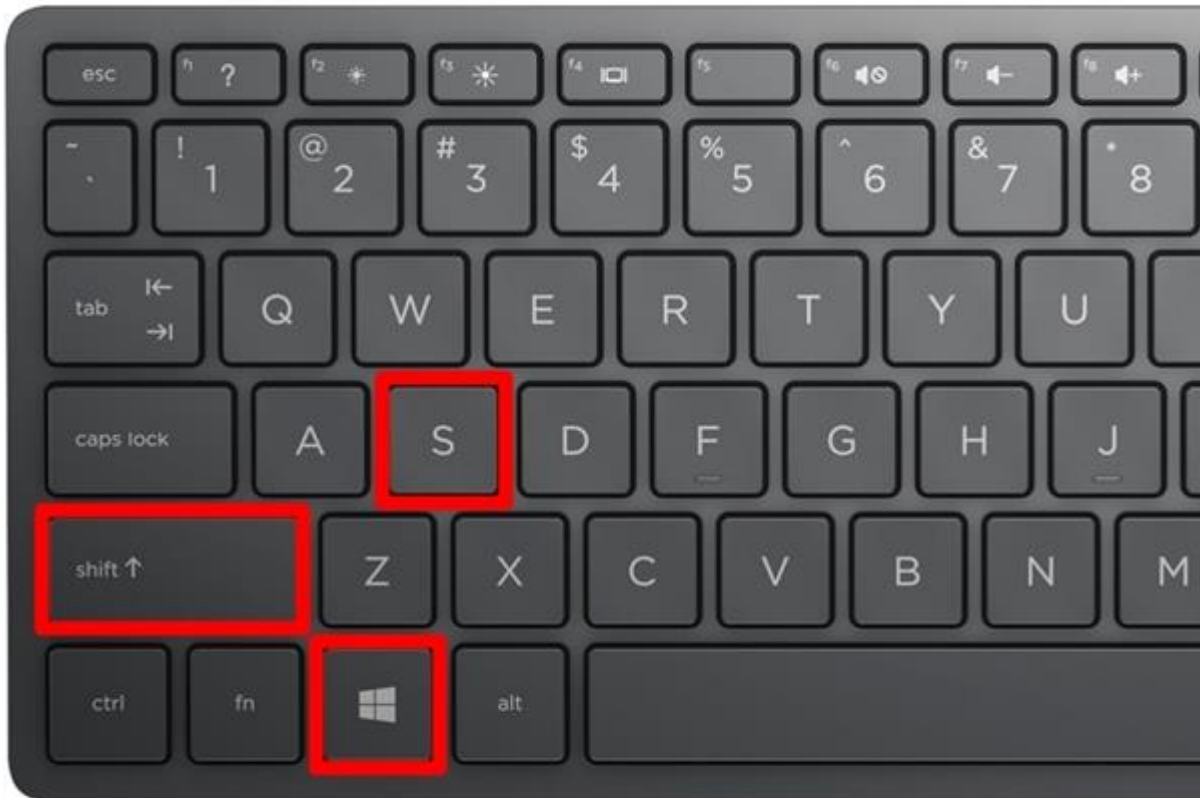 esc f1 ? f2 f3 f4 f5 f6 f7 f8
~ ` ! 1 @ 2 # 3 $ 4 % 5 ^ 6 & 7 * 8
tab Q W E R T Y U
caps lock A S D F G H J
shift ↑ Z X C V B N M
ctrl fn alt